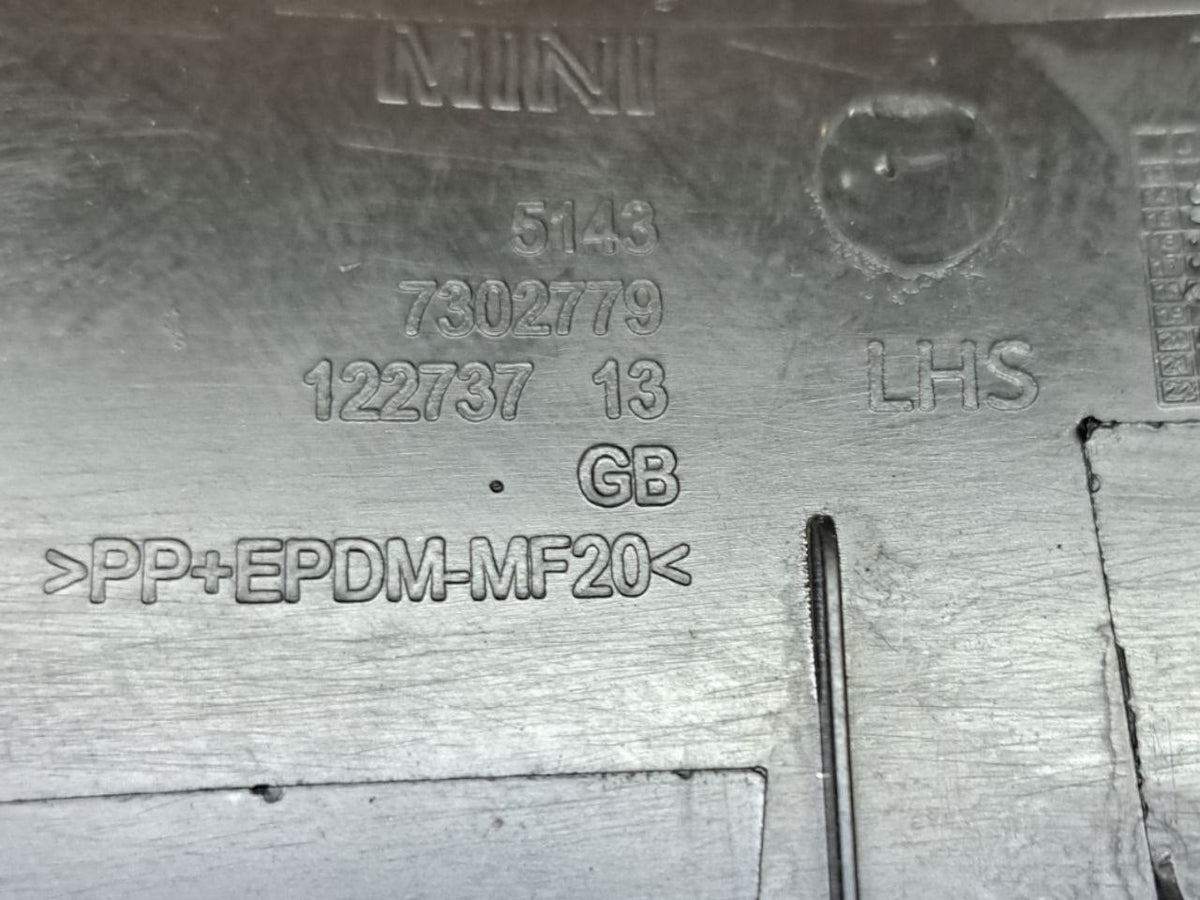 MINI
5143
7302779
122737 13
LHS
GB
>PP+EPDM-MF20<